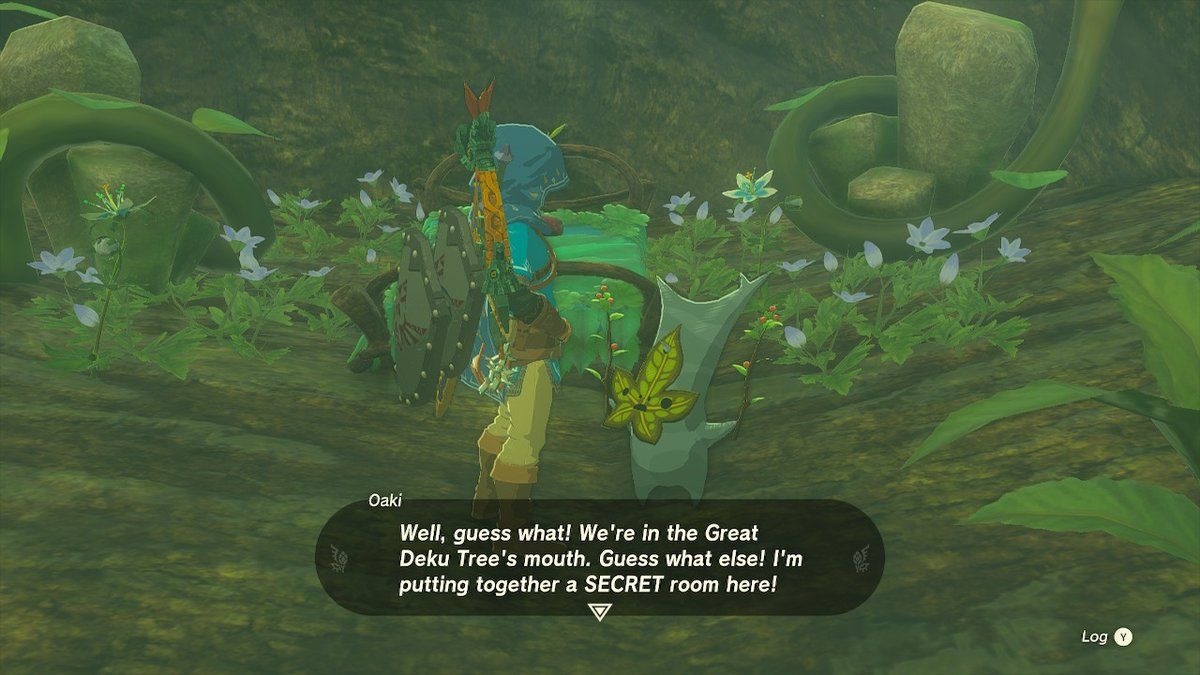 Oaki
Well, guess what! We're in the Great
Deku Tree's mouth. Guess what else! I'm
putting together a SECRET room here!
Log Y